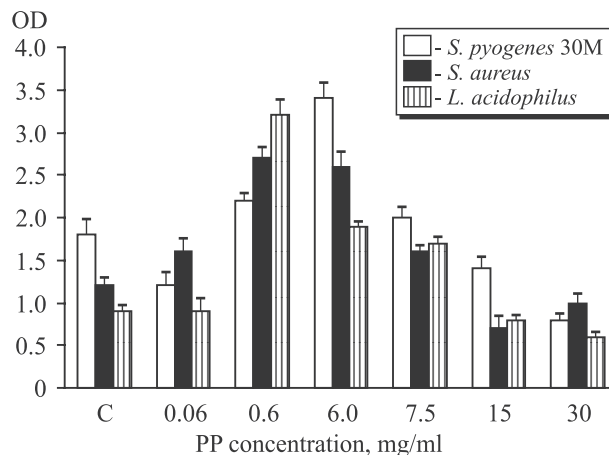 OD
4.0
3.5
3.0
2.5
2.0
1.5
1.0
0.5
0
- S. pyogenes 30M
- S. aureus
- L. acidophilus
C 0.06 0.6 6.0 7.5 15 30
PP concentration, mg/ml